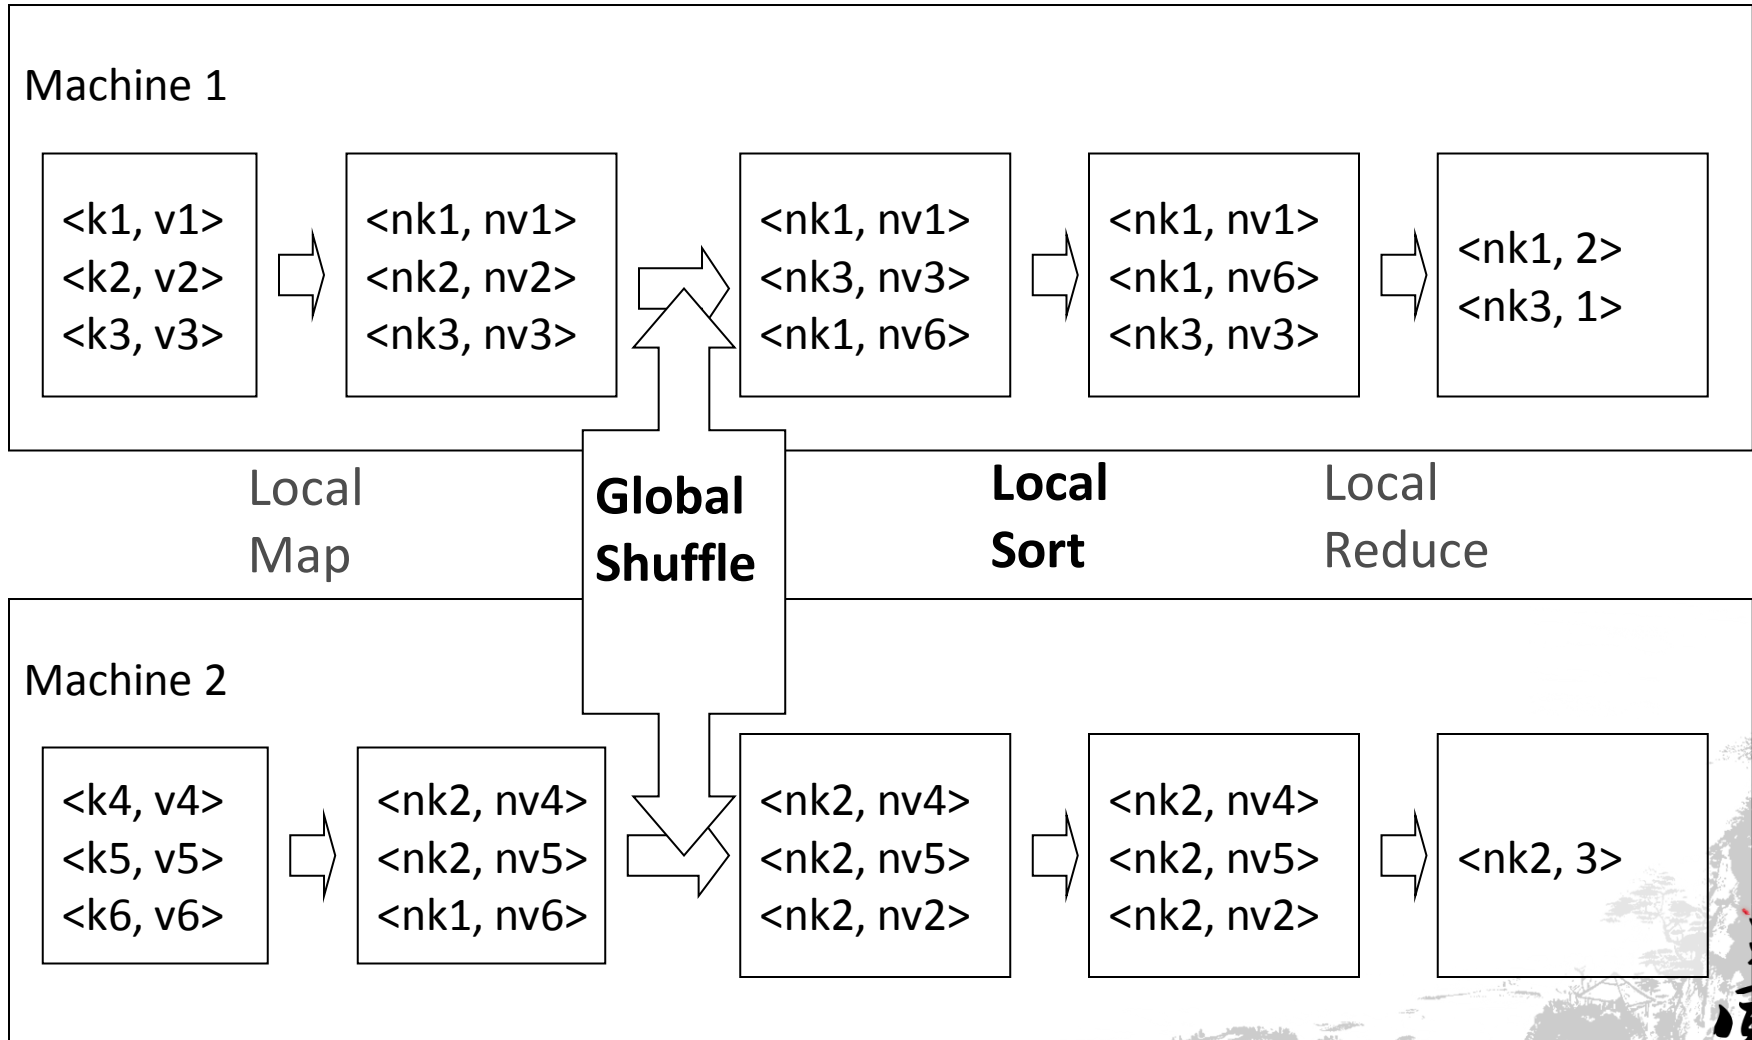 Machine 1
<k1, v1>
<k2, v2>
<k3, v3>
<nk1, nv1>
<nk2, nv2>
<nk3, nv3>
<nk1, nv1>
<nk3, nv3>
<nk1, nv6>
<nk1, nv1>
<nk1, nv6>
<nk3, nv3>
<nk1, 2>
<nk3, 1>
Local
Map
Global
Shuffle
Local
Sort
Local
Reduce
Machine 2
<k4, v4>
<k5, v5>
<k6, v6>
<nk2, nv4>
<nk2, nv5>
<nk1, nv6>
<nk2, nv4>
<nk2, nv5>
<nk2, nv2>
<nk2, nv4>
<nk2, nv5>
<nk2, nv2>
<nk2, 3>